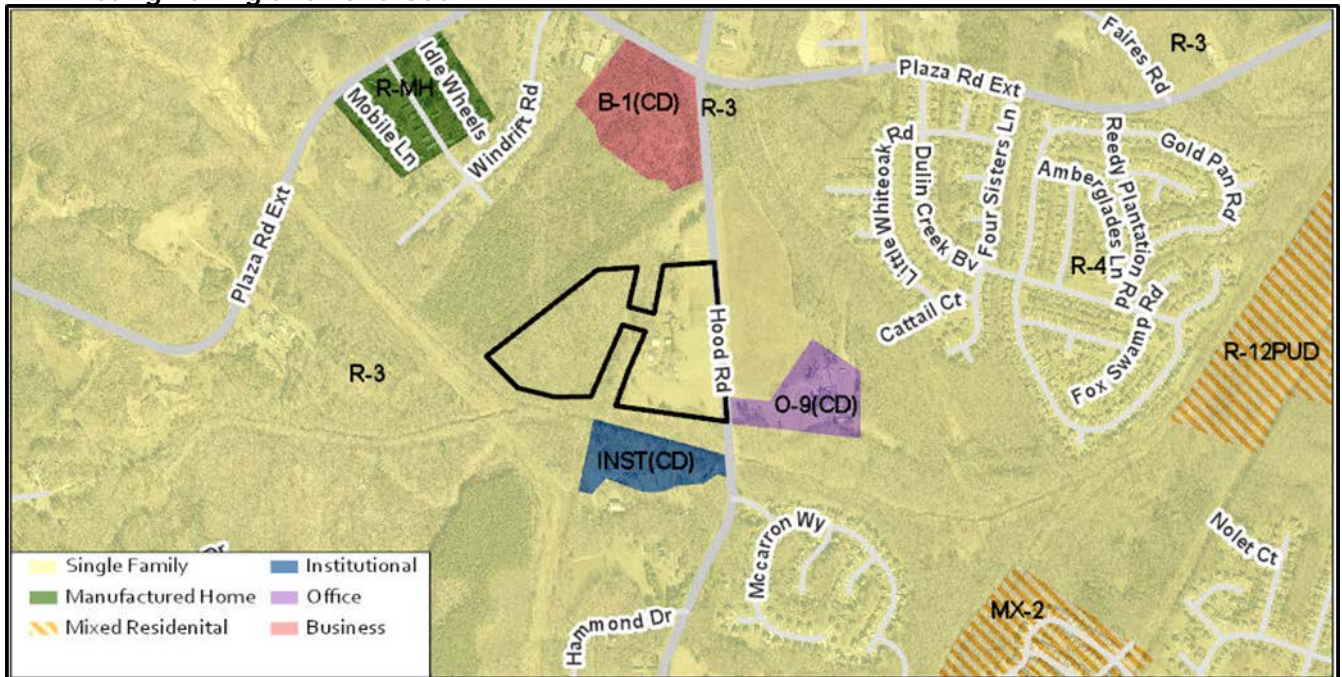 R-3
Faires Rd
Plaza Rd Ext
R-MH
Idle Wheels
Mobile Ln
Windrift Rd
B-1(CD)
R-3
Gold Pan Rd
Reedy Plantation Rd
Amberglades Ln
Little Whiteoak Rd
Dulin Creek Bv
Four Sisters Ln
R-4
Plaza Rd Ext
Cattail Ct
Fox Swamp Rd
R-12PUD
Hood Rd
R-3
O-9(CD)
INST(CD)
Mccarron Wy
Nolet Ct
MX-2
Hammond Dr
Single Family
Manufactured Home
Mixed Residenital
Institutional
Office
Business